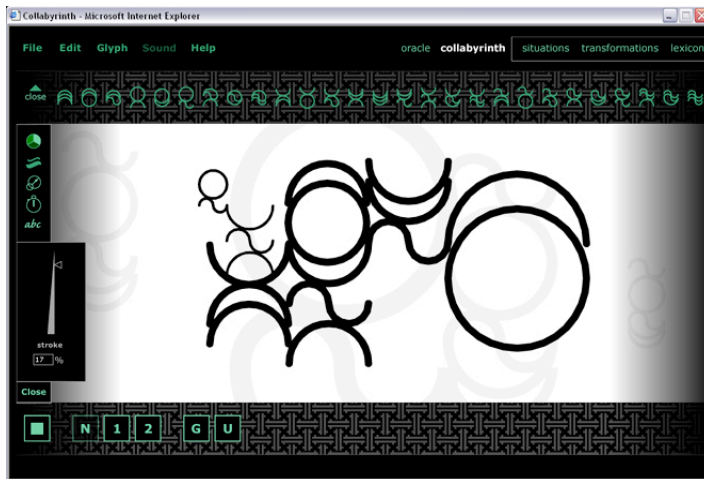 Collabyrinth - Microsoft Internet Explorer
File Edit Glyph Sound Help oracle collabyrinth situations transformations lexicon
close
abc
stroke
17 %
Close
N 1 2 G U